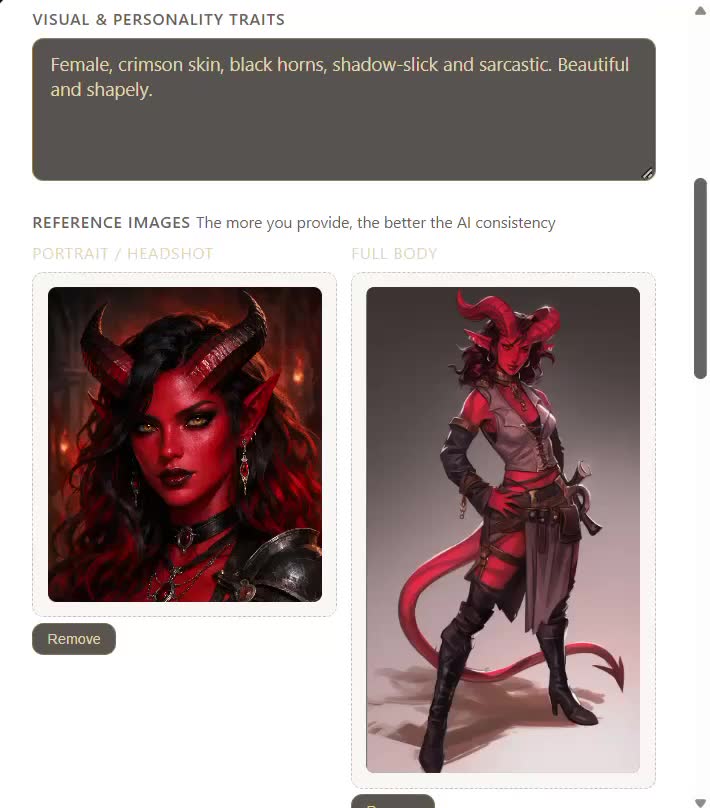 VISUAL & PERSONALITY TRAITS
Female, crimson skin, black horns, shadow-slick and sarcastic. Beautiful
and shapely.
REFERENCE IMAGES The more you provide, the better the AI consistency
PORTRAIT / HEADSHOT
FULL BODY
Remove